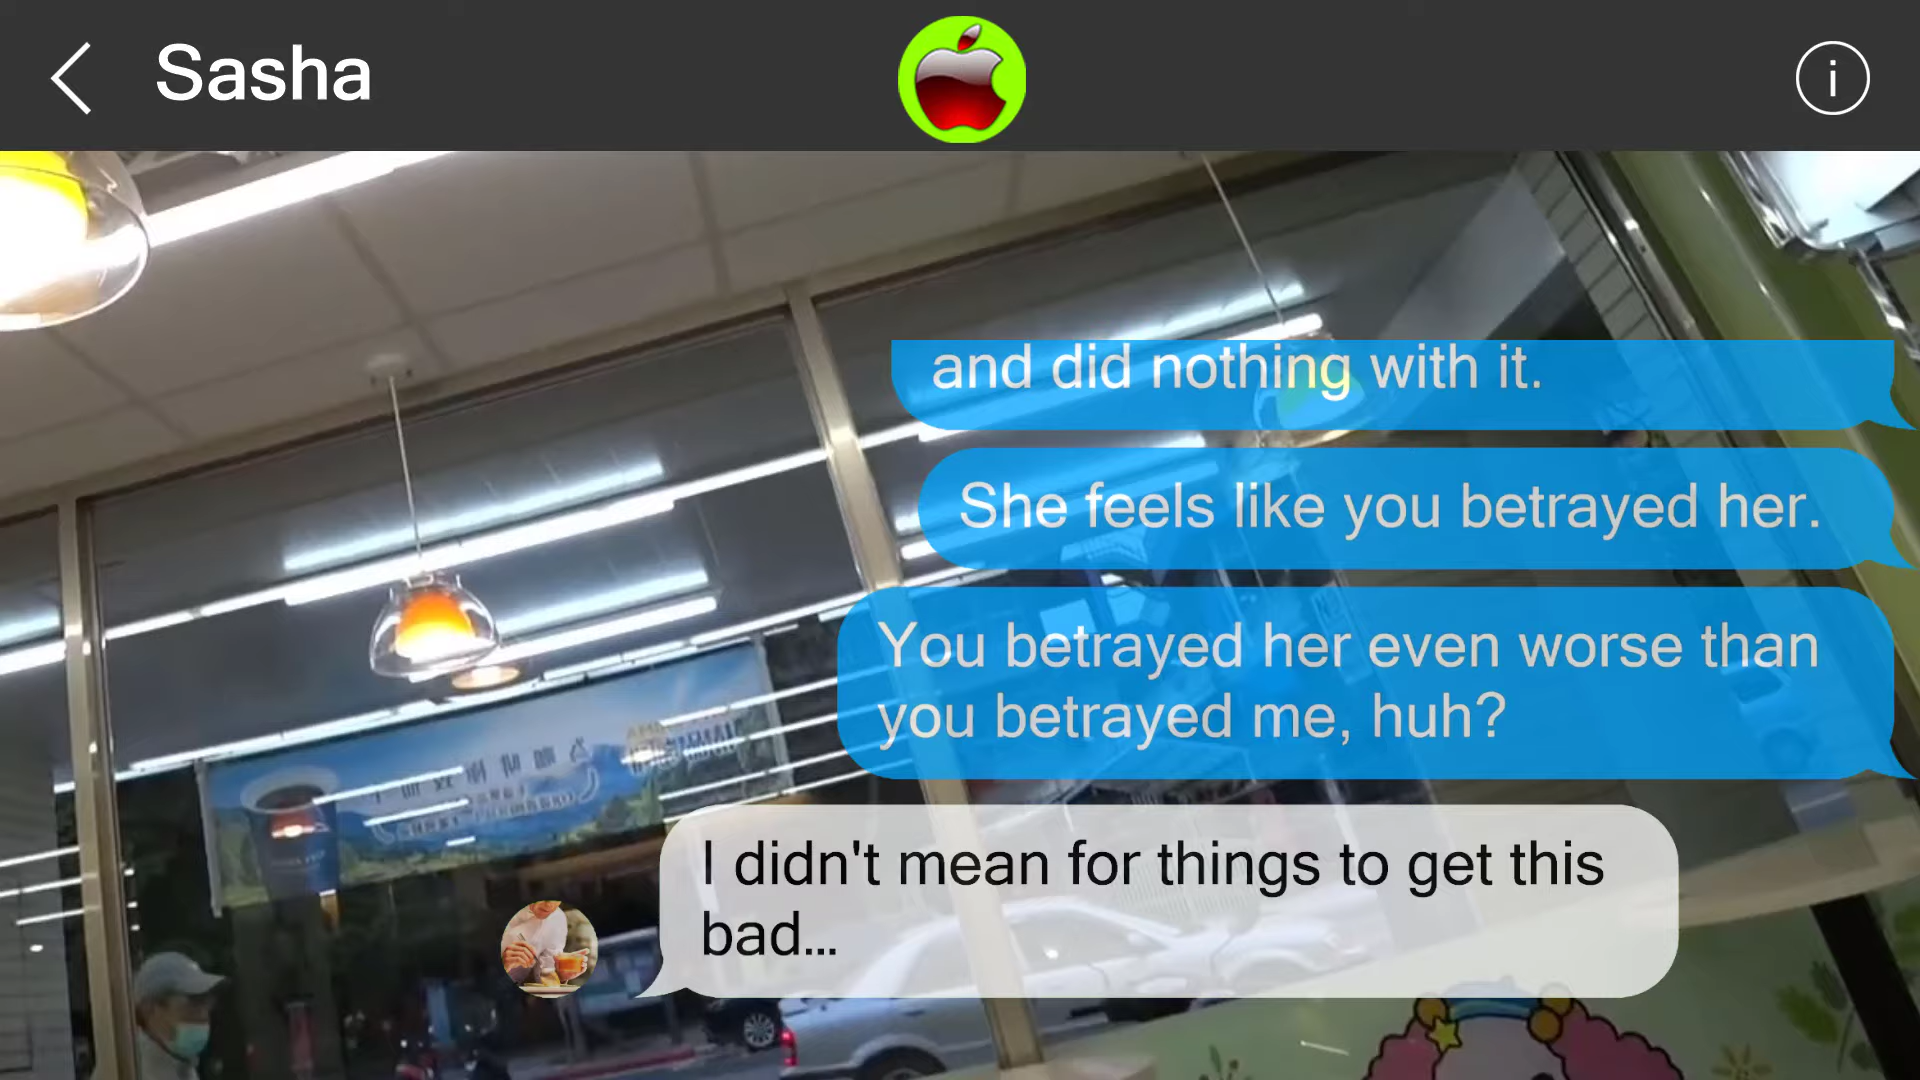 Sasha
i
and did nothing with it.
She feels like you betrayed her.
You betrayed her even worse than
you betrayed me, huh?
I didn't mean for things to get this
bad...